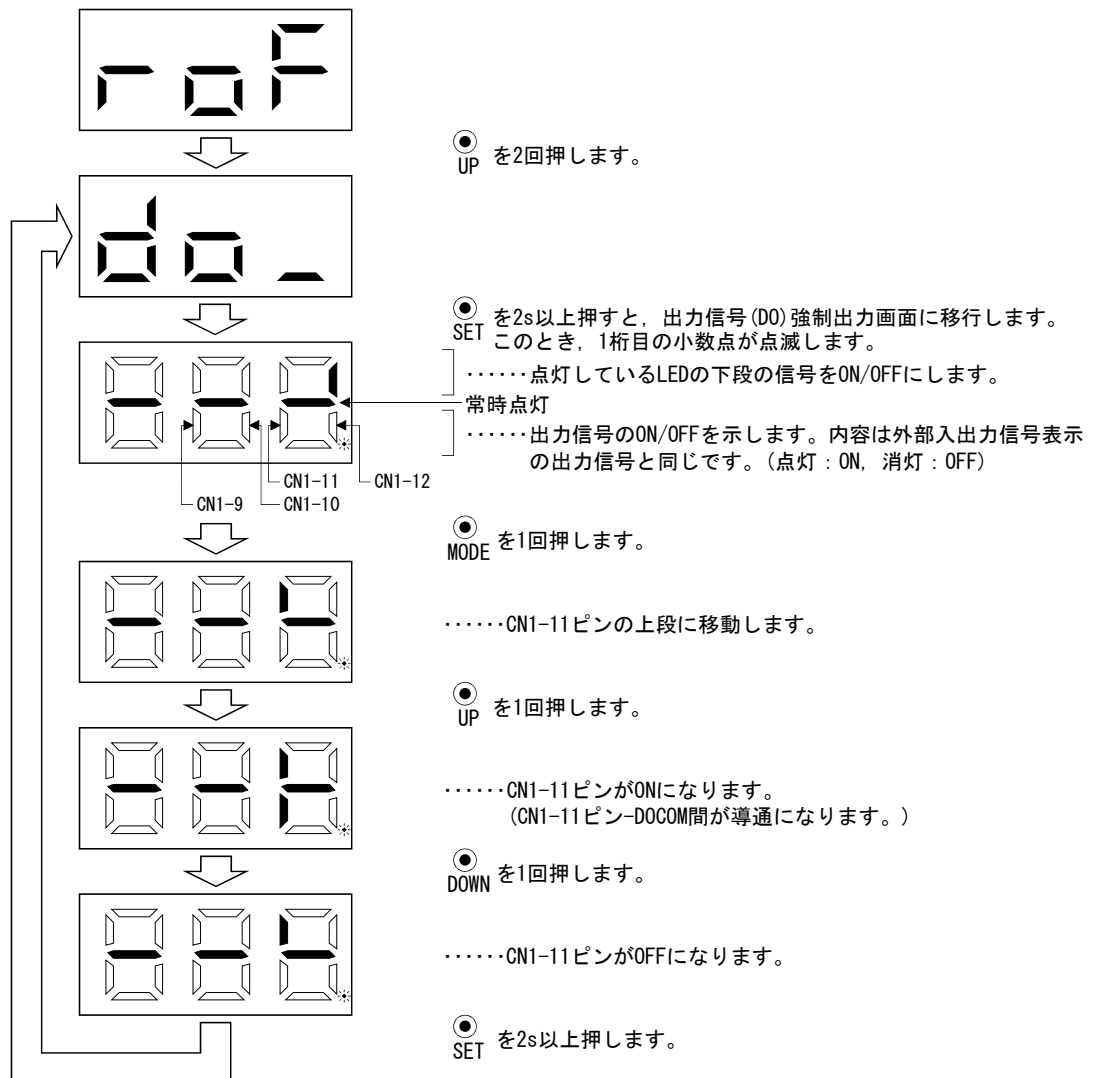 roF
UP を2回押します。
do_
SET を2s以上押すと，出力信号(DO)強制出力画面に移行します。
このとき，1桁目の小数点が点滅します。
‥‥‥点灯しているLEDの下段の信号をON/OFFにします。
常時点灯
‥‥‥出力信号のON/OFFを示します。内容は外部入出力信号表示
の出力信号と同じです。(点灯：ON，消灯：OFF)
CN1-11 CN1-12
CN1-9 CN1-10
MODE を1回押します。
‥‥‥CN1-11ピンの上段に移動します。
UP を1回押します。
‥‥‥CN1-11ピンがONになります。
(CN1-11ピン-DOCOM間が導通になります。)
DOWN を1回押します。
‥‥‥CN1-11ピンがOFFになります。
SET を2s以上押します。